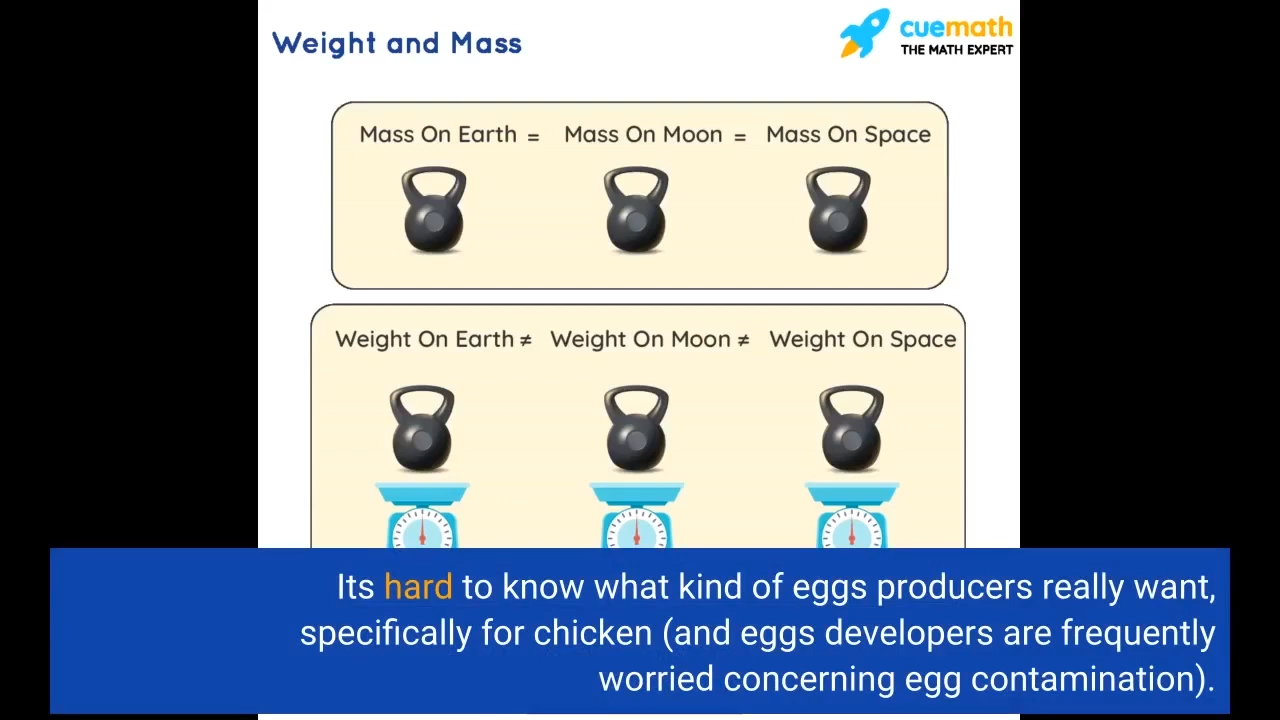 Weight and Mass
cuemath
THE MATH EXPERT
Mass On Earth = Mass On Moon = Mass On Space
Weight On Earth ≠ Weight On Moon ≠ Weight On Space
Its hard to know what kind of eggs producers really want,
specifically for chicken (and eggs developers are frequently
worried concerning egg contamination).